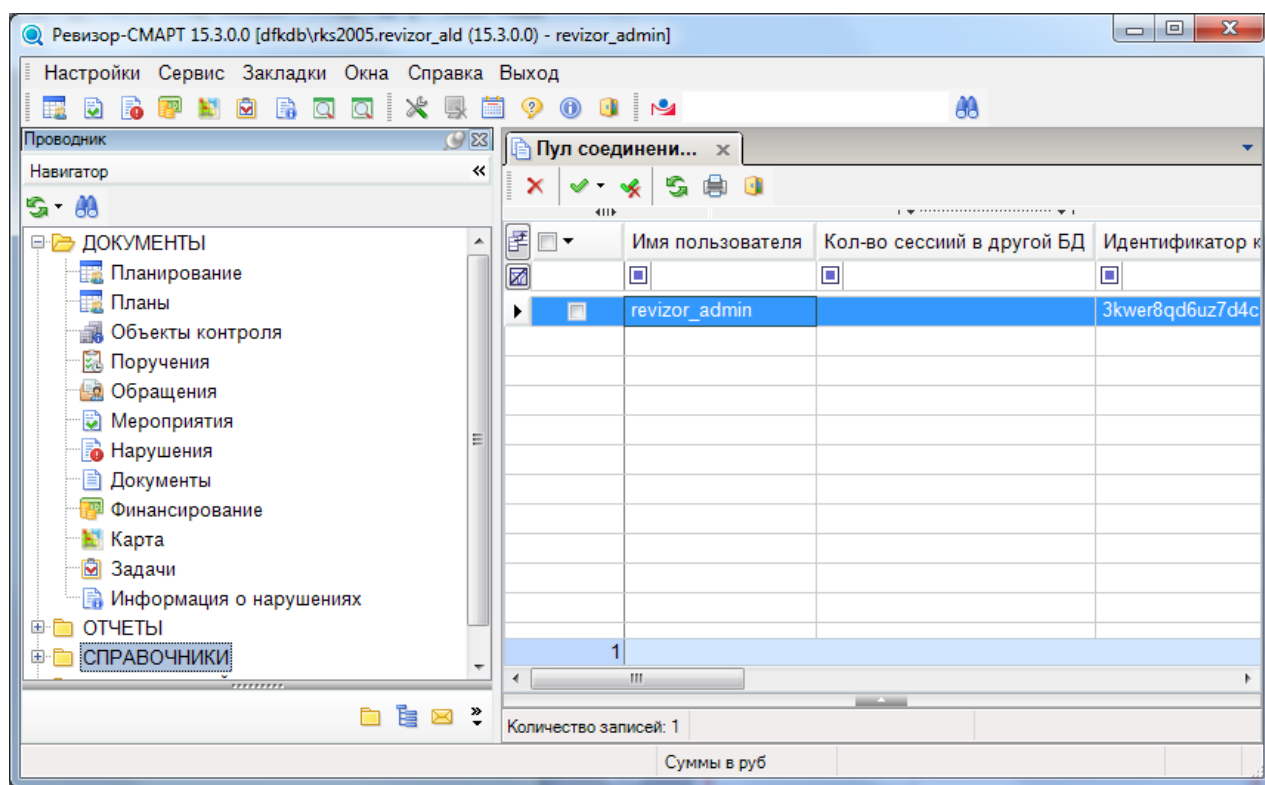 Ревизор-СМАРТ 15.3.0.0 [dfkdb\rks2005.revizor_ald (15.3.0.0) - revizor_admin]
Настройки Сервис Закладки Окна Справка Выход
Проводник
Навигатор
ДОКУМЕНТЫ
Планирование
Планы
Объекты контроля
Поручения
Обращения
Мероприятия
Нарушения
Документы
Финансирование
Карта
Задачи
Информация о нарушениях
ОТЧЕТЫ
СПРАВОЧНИКИ
Пул соединени...
Имя пользователя Кол-во сессиий в другой БД Идентификатор к
revizor_admin 3kwer8qd6uz7d4c
1
Количество записей: 1
Суммы в руб